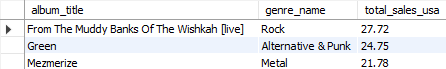 album_title genre_name total_sales_usa
From The Muddy Banks Of The Wishkah [live] Rock 27.72
Green Alternative & Punk 24.75
Mezmerize Metal 21.78